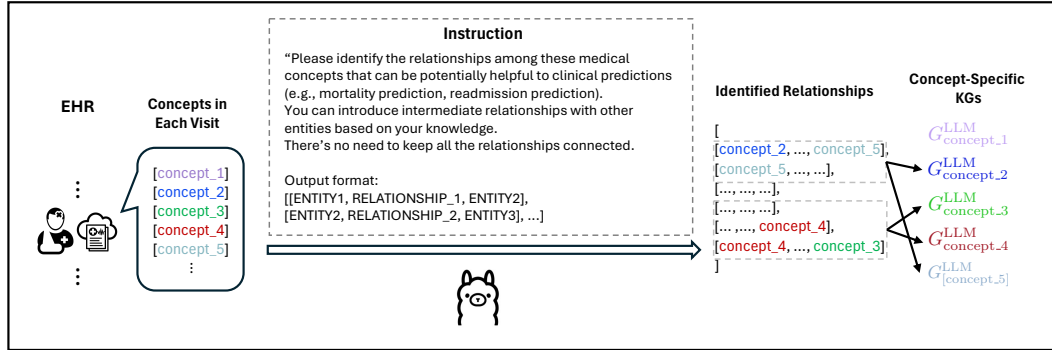 Instruction
"Please identify the relationships among these medical
concepts that can be potentially helpful to clinical predictions
(e.g., mortality prediction, readmission prediction).
You can introduce intermediate relationships with other
entities based on your knowledge.
There's no need to keep all the relationships connected.
Output format:
[[ENTITY1, RELATIONSHIP_1, ENTITY2],
[ENTITY2, RELATIONSHIP_2, ENTITY3], ...]
EHR
Concepts in
Each Visit
[concept_1]
[concept_2]
[concept_3]
[concept_4]
[concept_5]
⋮
Identified Relationships
[
[concept_2, ..., concept_5],
[concept_5, ..., ...],
[..., ..., ...],
[..., ..., ...],
[... ,..., concept_4],
[concept_4, ..., concept_3]
]
Concept-Specific
KGs
G^LLM_concept_1
G^LLM_concept_2
G^LLM_concept_3
G^LLM_concept_4
G^LLM_[concept_5]